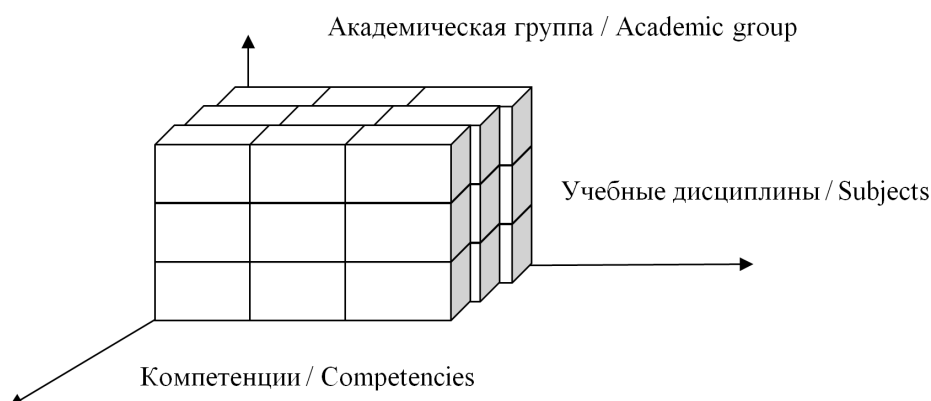 Академическая группа / Academic group
Учебные дисциплины / Subjects
Компетенции / Competencies